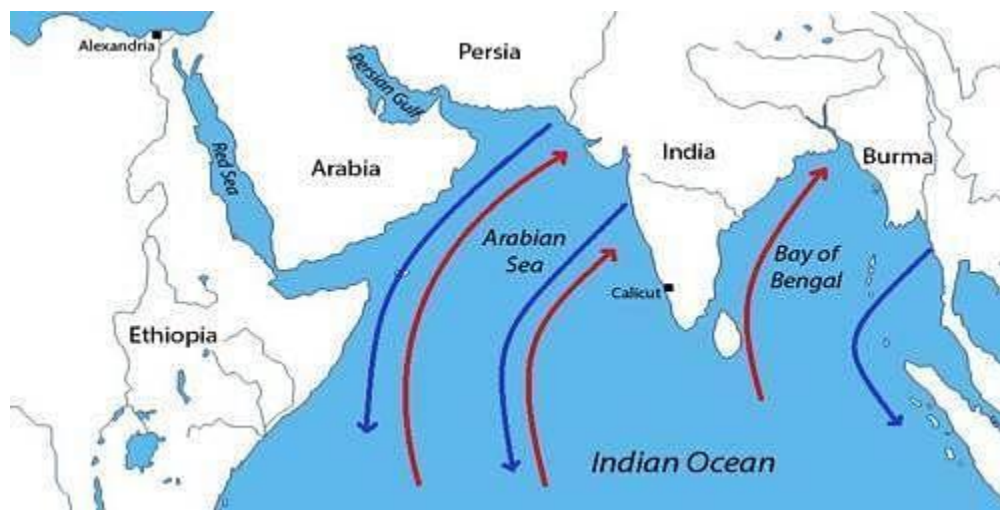 Alexandria
Persia
Persian Gulf
Red Sea
Arabia
India
Burma
Arabian
Sea
Bay of
Bengal
Calicut
Ethiopia
Indian Ocean